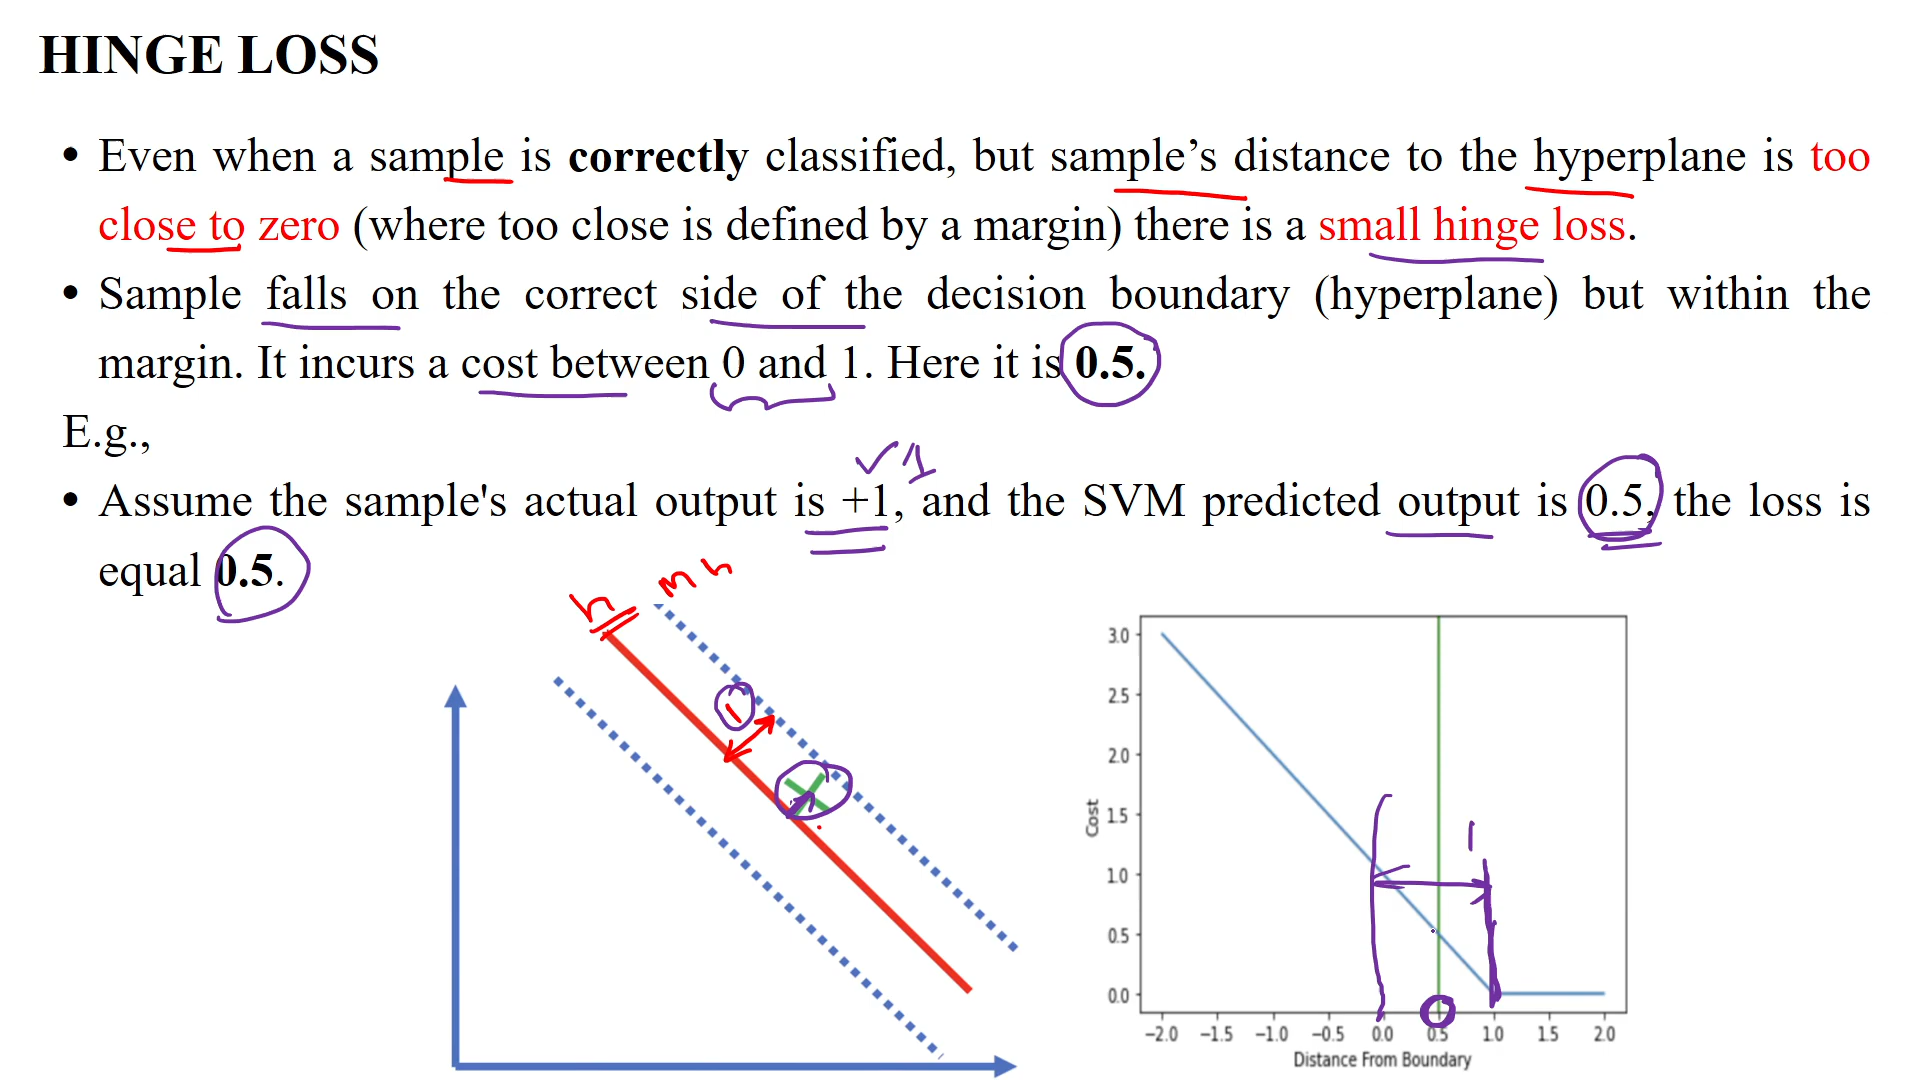 HINGE LOSS
• Even when a sample is correctly classified, but sample’s distance to the hyperplane is too
close to zero (where too close is defined by a margin) there is a small hinge loss.
• Sample falls on the correct side of the decision boundary (hyperplane) but within the
margin. It incurs a cost between 0 and 1. Here it is 0.5.
E.g.,
✓ 1
• Assume the sample's actual output is +1, and the SVM predicted output is 0.5, the loss is
equal 0.5.
m h
h
1
3.0
2.5
2.0
1.5
1.0
0.5
0.0
Cost
1
−2.0 −1.5 −1.0 −0.5 0.0 0.5 1.0 1.5 2.0
Distance From Boundary